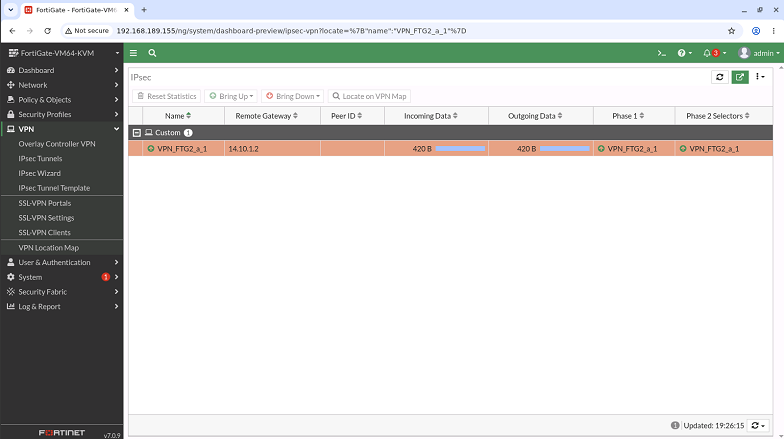 FortiGate - FortiGate-VM6
Not secure 192.168.189.155/ng/system/dashboard-preview/ipsec-vpn?locate=%7B"name":"VPN_FTG2_a_1"%7D
FortiGate-VM64-KVM
3
admin
Dashboard
Network
Policy & Objects
Security Profiles
VPN
Overlay Controller VPN
IPsec Tunnels
IPsec Wizard
IPsec Tunnel Template
SSL-VPN Portals
SSL-VPN Settings
SSL-VPN Clients
VPN Location Map
User & Authentication
System 1
Security Fabric
Log & Report
FORTINET v7.0.9
IPsec
Reset Statistics Bring Up Bring Down Locate on VPN Map
Name Remote Gateway Peer ID Incoming Data Outgoing Data Phase 1 Phase 2 Selectors
Custom 1
VPN_FTG2_a_1 14.10.1.2 420 B 420 B VPN_FTG2_a_1 VPN_FTG2_a_1
1 Updated: 19:26:15